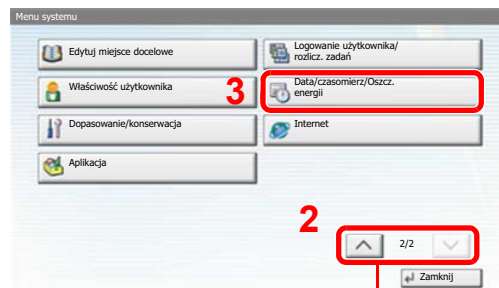 Menu systemu
Edytuj miejsce docelowe
Logowanie użytkownika/
rozlicz. zadań
Właściwość użytkownika
3
Data/czasomierz/Oszcz.
energii
Dopasowanie/konserwacja
Internet
Aplikacja
2
2/2
Zamknij